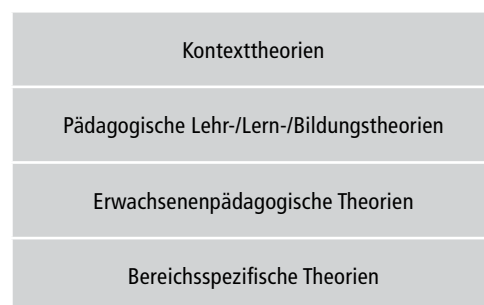 Kontexttheorien
Pädagogische Lehr-/Lern-/Bildungstheorien
Erwachsenenpädagogische Theorien
Bereichsspezifische Theorien